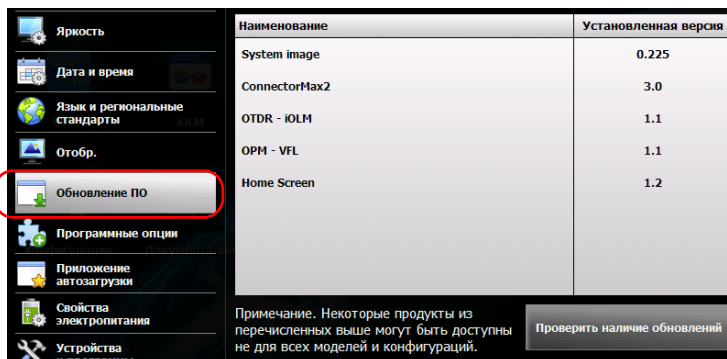 Яркость
Дата и время
Язык и региональные
стандарты
Отобр.
Обновление ПО
Программные опции
Приложение
автозагрузки
Свойства
электропитания
Устройства
Наименование Установленная версия
System image 0.225
ConnectorMax2 3.0
OTDR - iOLM 1.1
OPM - VFL 1.1
Home Screen 1.2
Примечание. Некоторые продукты из
перечисленных выше могут быть доступны
не для всех моделей и конфигураций.
Проверить наличие обновлений